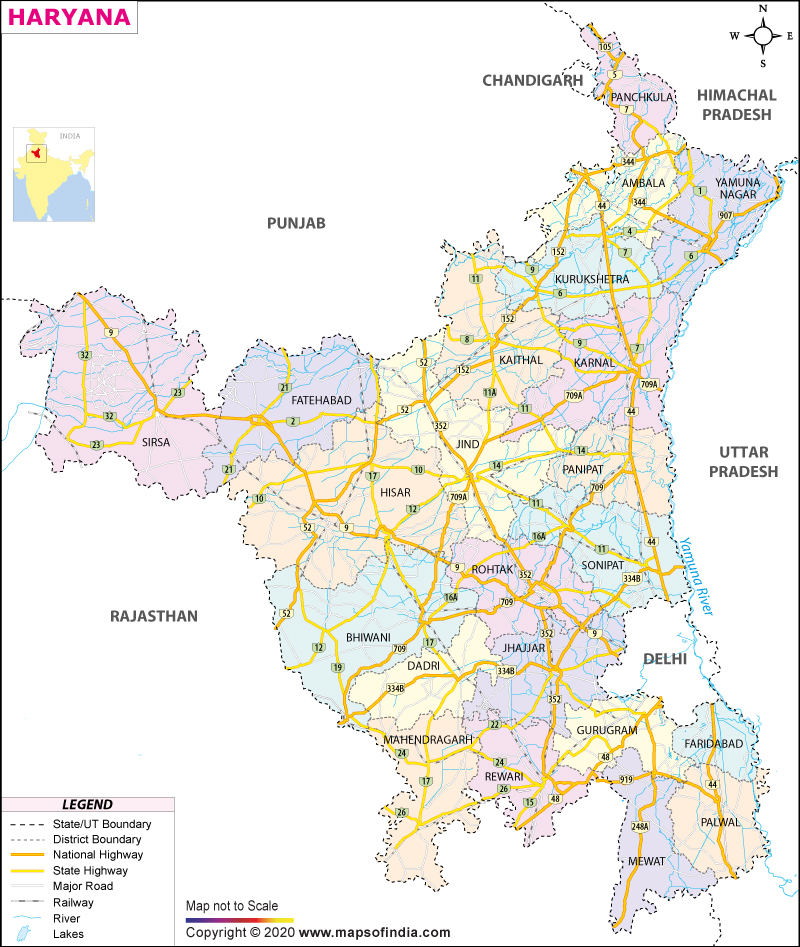 HARYANA
N
W
E
S
INDIA
CHANDIGARH
HIMACHAL
PRADESH
PUNJAB
UTTAR
PRADESH
RAJASTHAN
DELHI
Yamuna River
105
5
PANCHKULA
7
344
AMBALA
YAMUNA
NAGAR
1
44
344
907
4
152
7
6
9
KURUKSHETRA
11
6
152
9
32
8
52
KAITHAL
9
7
KARNAL
152
709A
23
21
FATEHABAD
11A
709A
32
2
52
11
44
352
23
SIRSA
JIND
14
21
17
10
14
PANIPAT
10
HISAR
709A
709
12
11
52
9
16A
44
11
9
ROHTAK
352
SONIPAT
334B
16A
709
52
BHIWANI
12
709
17
352
9
JHAJJAR
19
DADRI
334B
334B
352
22
GURUGRAM
MAHENDRAGARH
24
24
48
FARIDABAD
REWARI
919
17
26
44
15
48
26
248A
PALWAL
MEWAT
LEGEND
State/UT Boundary
District Boundary
National Highway
State Highway
Major Road
Railway
River
Lakes
Map not to Scale
Copyright © 2020 www.mapsofindia.com